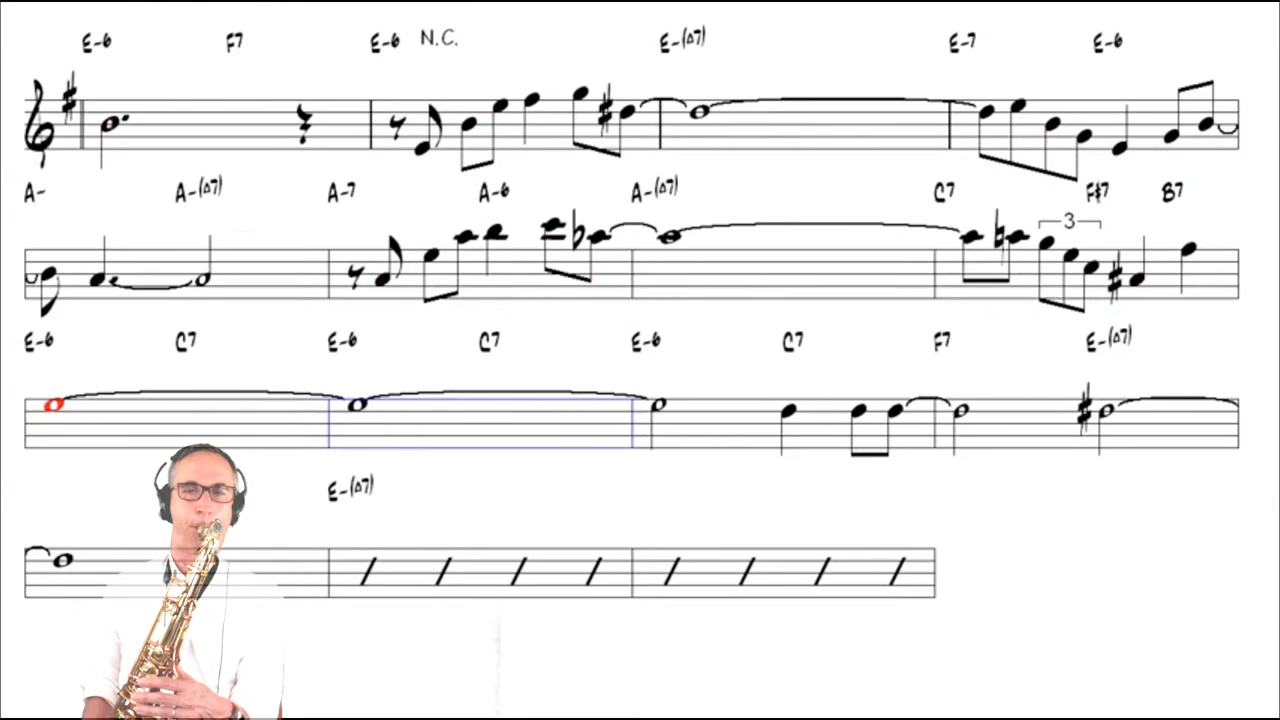 E-6 F7 E-6 N.C. E-(Δ7) E-7 E-6
A- A-(Δ7) A-7 A-6 A-(Δ7) C7 F#7 B7
3
E-6 C7 E-6 C7 E-6 C7 F7 E-(Δ7)
E-(Δ7)